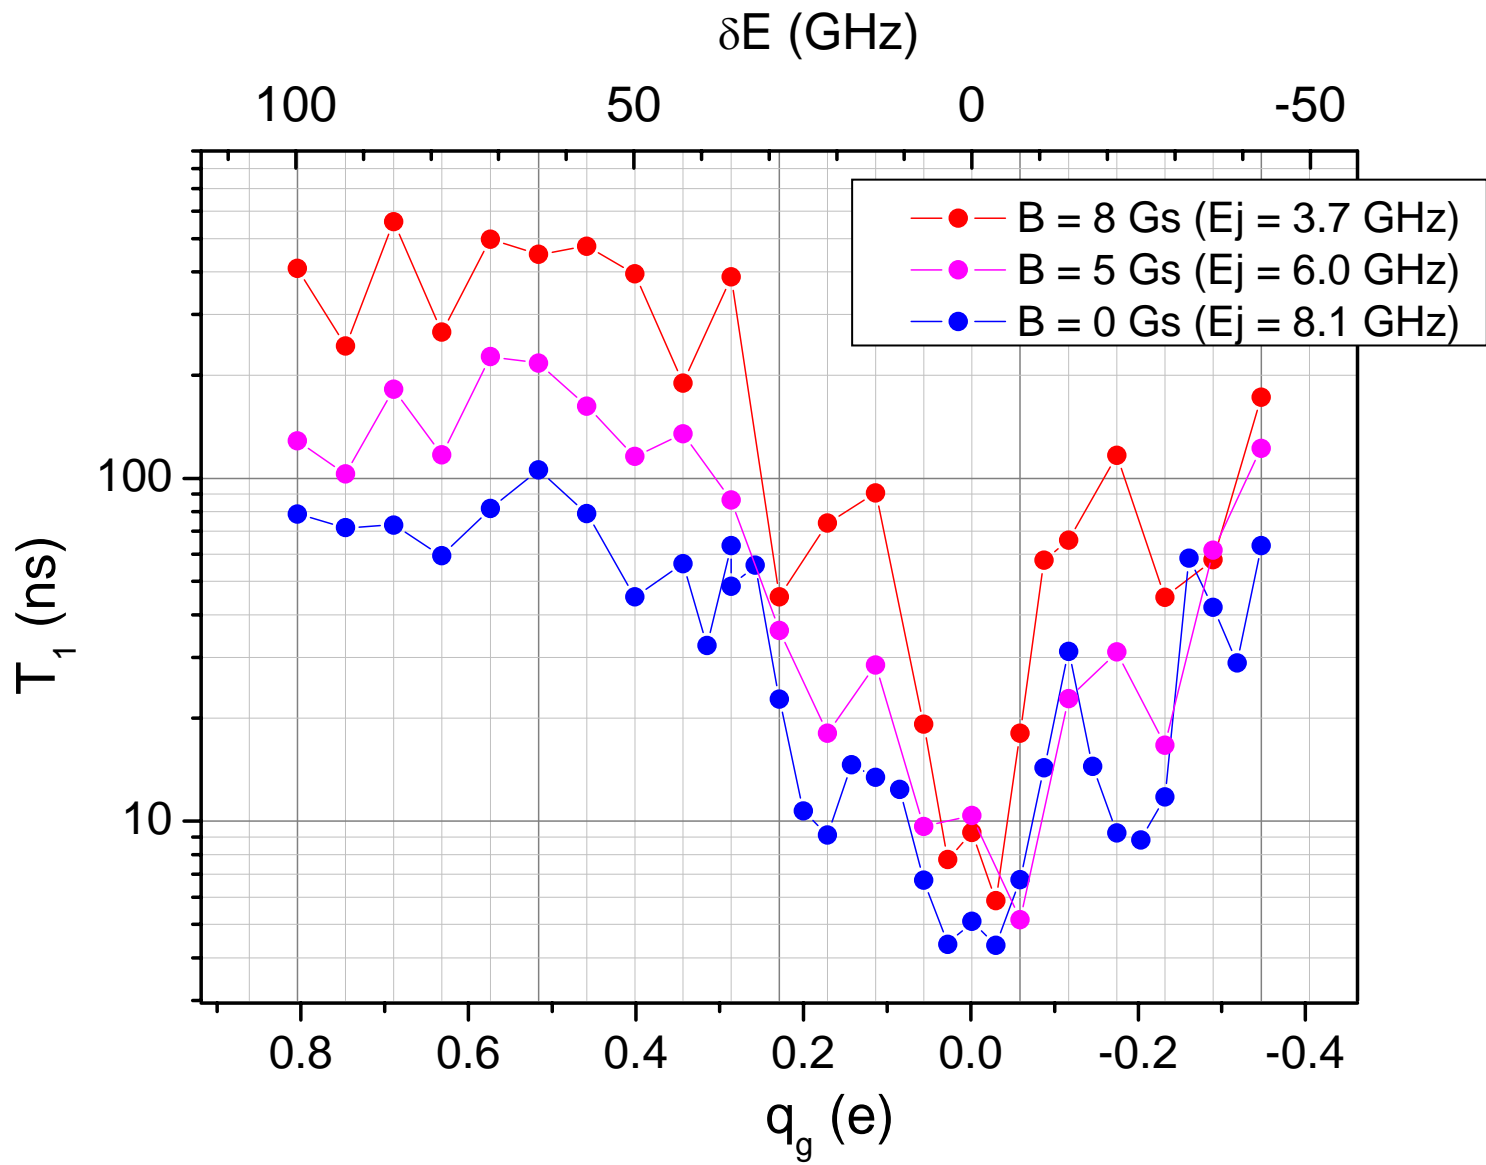 δE (GHz)
100 50 0 -50
B = 8 Gs (Ej = 3.7 GHz)
B = 5 Gs (Ej = 6.0 GHz)
B = 0 Gs (Ej = 8.1 GHz)
100
10
T1 (ns)
0.8 0.6 0.4 0.2 0.0 -0.2 -0.4
qg (e)